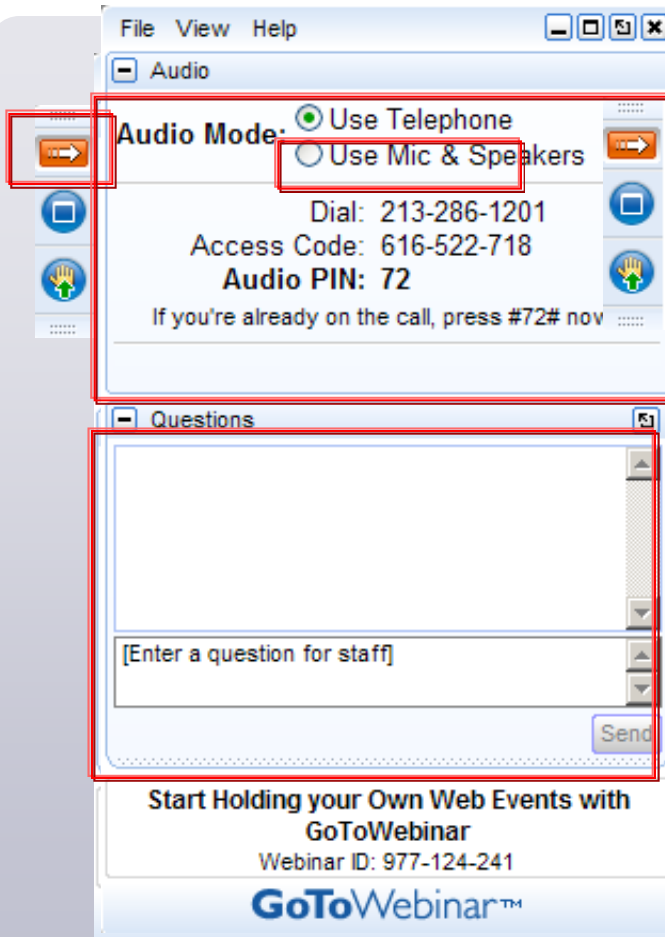 File View Help
Audio
Audio Mode: Use Telephone
Use Mic & Speakers
Dial: 213-286-1201
Access Code: 616-522-718
Audio PIN: 72
If you're already on the call, press #72# now
Questions
[Enter a question for staff]
Send
Start Holding your Own Web Events with
GoToWebinar
Webinar ID: 977-124-241
GoToWebinar™